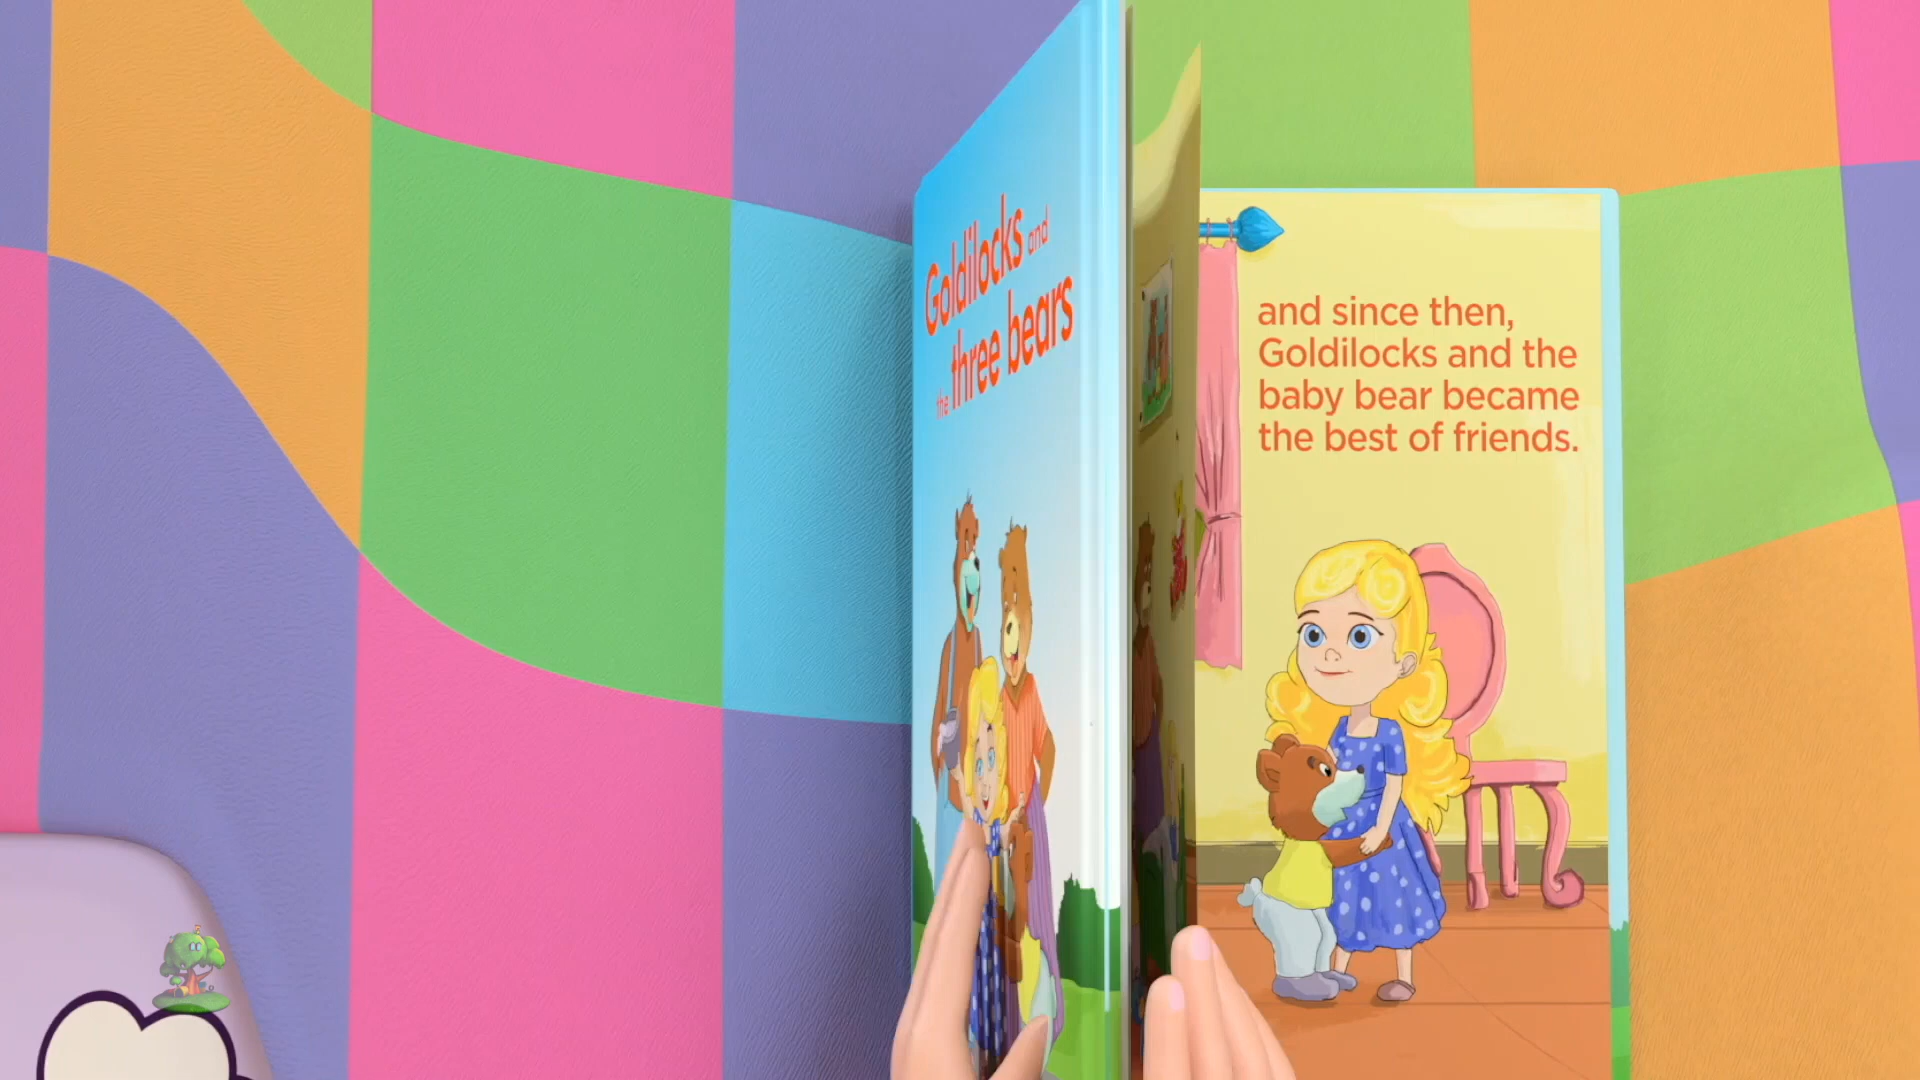 Goldilocks and
the three bears
and since then,
Goldilocks and the
baby bear became
the best of friends.